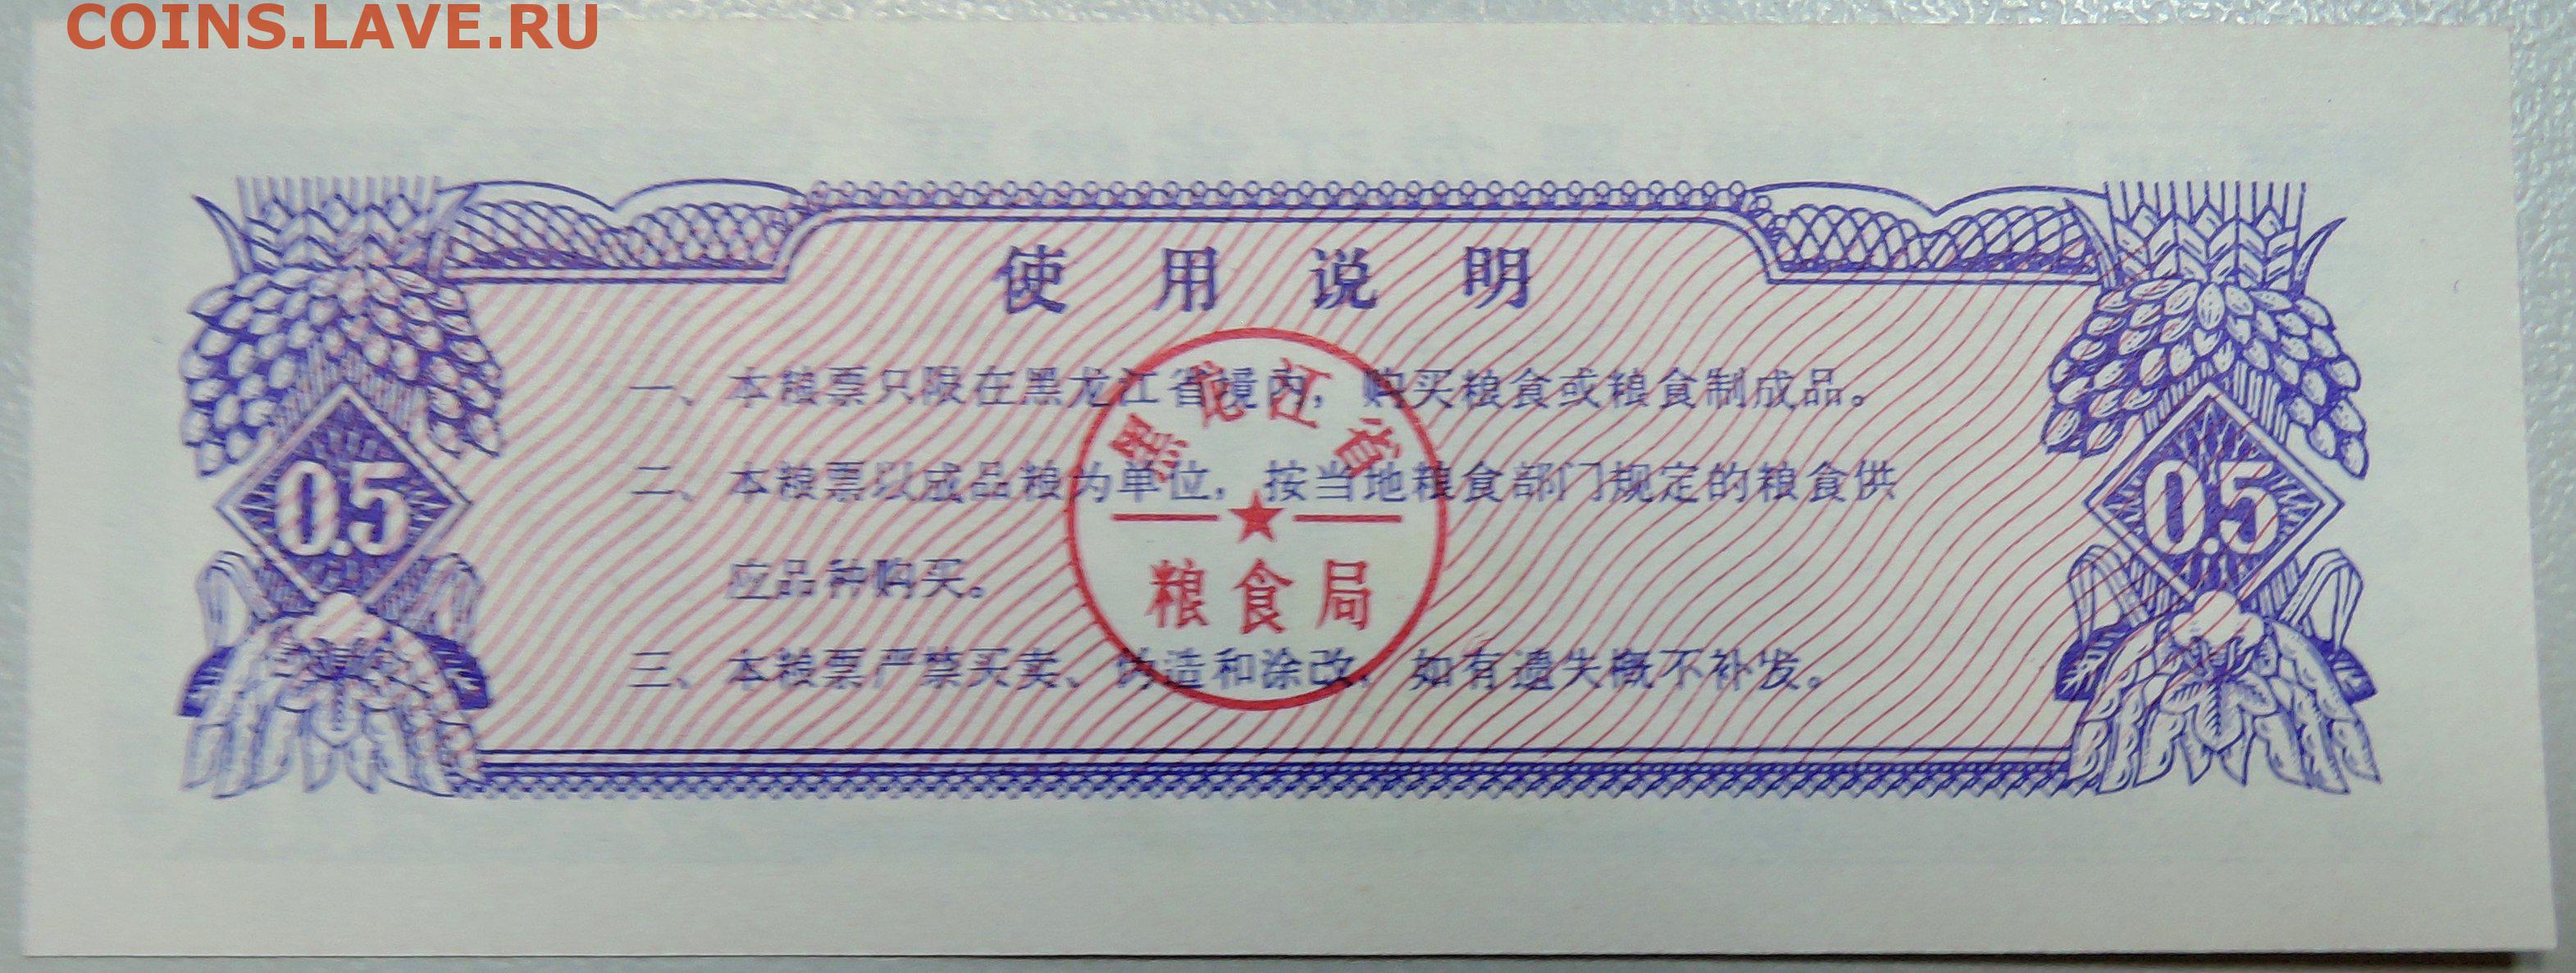 COINS.LAVE.RU
使用说明
一、本粮票只限在黑龙江省境内，购买粮食或粮食制成品。
二、本粮票以成品粮为单位，按当地粮食部门规定的粮食供
应品种购买。
三、本粮票严禁买卖、伪造和涂改、如有遗失概不补发。
黑龙江省
粮食局
0.5
0.5